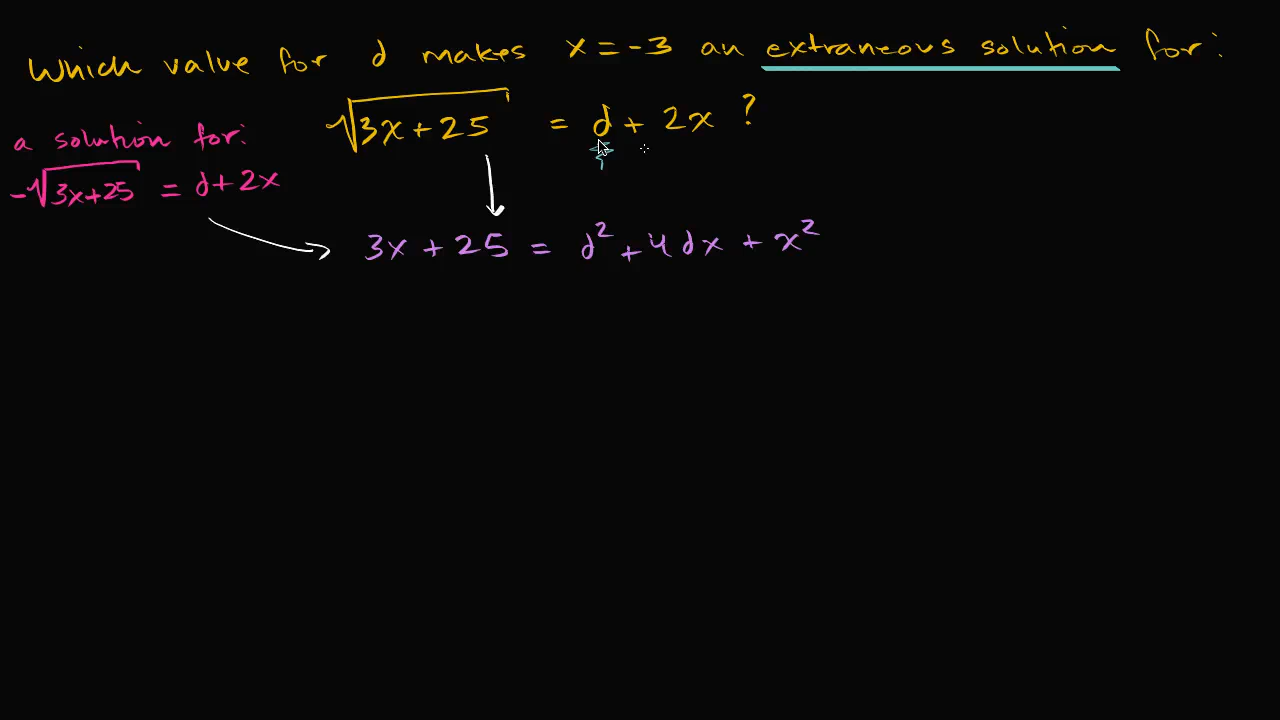 Which value for d makes x = -3 an extraneous solution for:
√(3x + 25) = d + 2x ?
a solution for:
-√(3x+25) = d + 2x
3x + 25 = d² + 4dx + x²